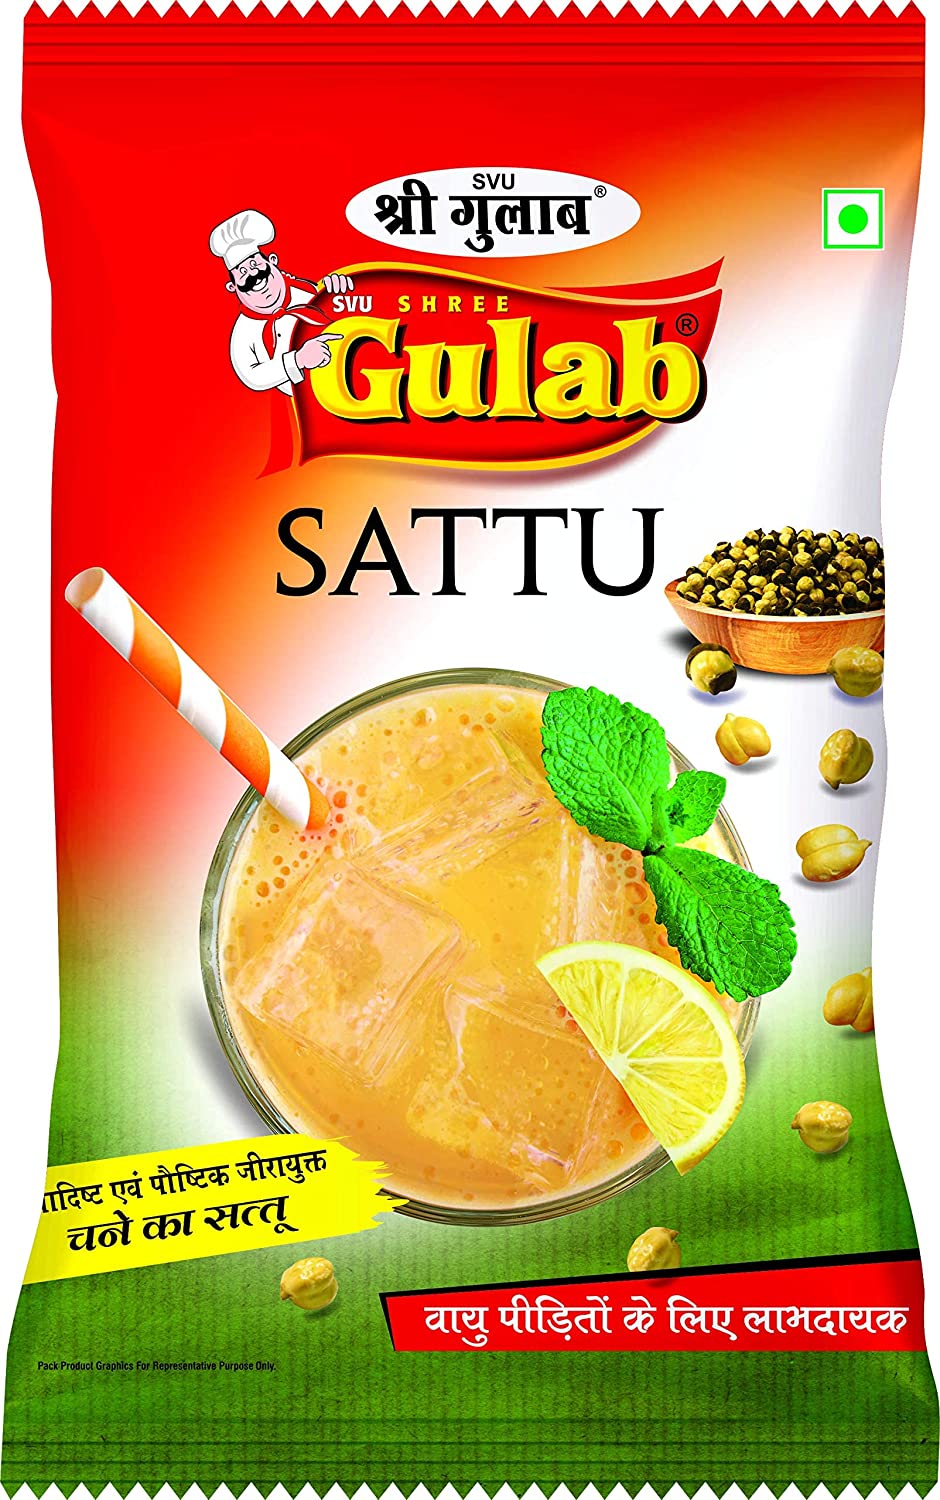 SVU
श्री गुलाब®
SVU SHREE
Gulab®
SATTU
ादिष्ट एवं पौष्टिक जीरायुक्त
चने का सत्तू
वायु पीड़ितों के लिए लाभदायक
Pack Product Graphics For Representative Purpose Only.